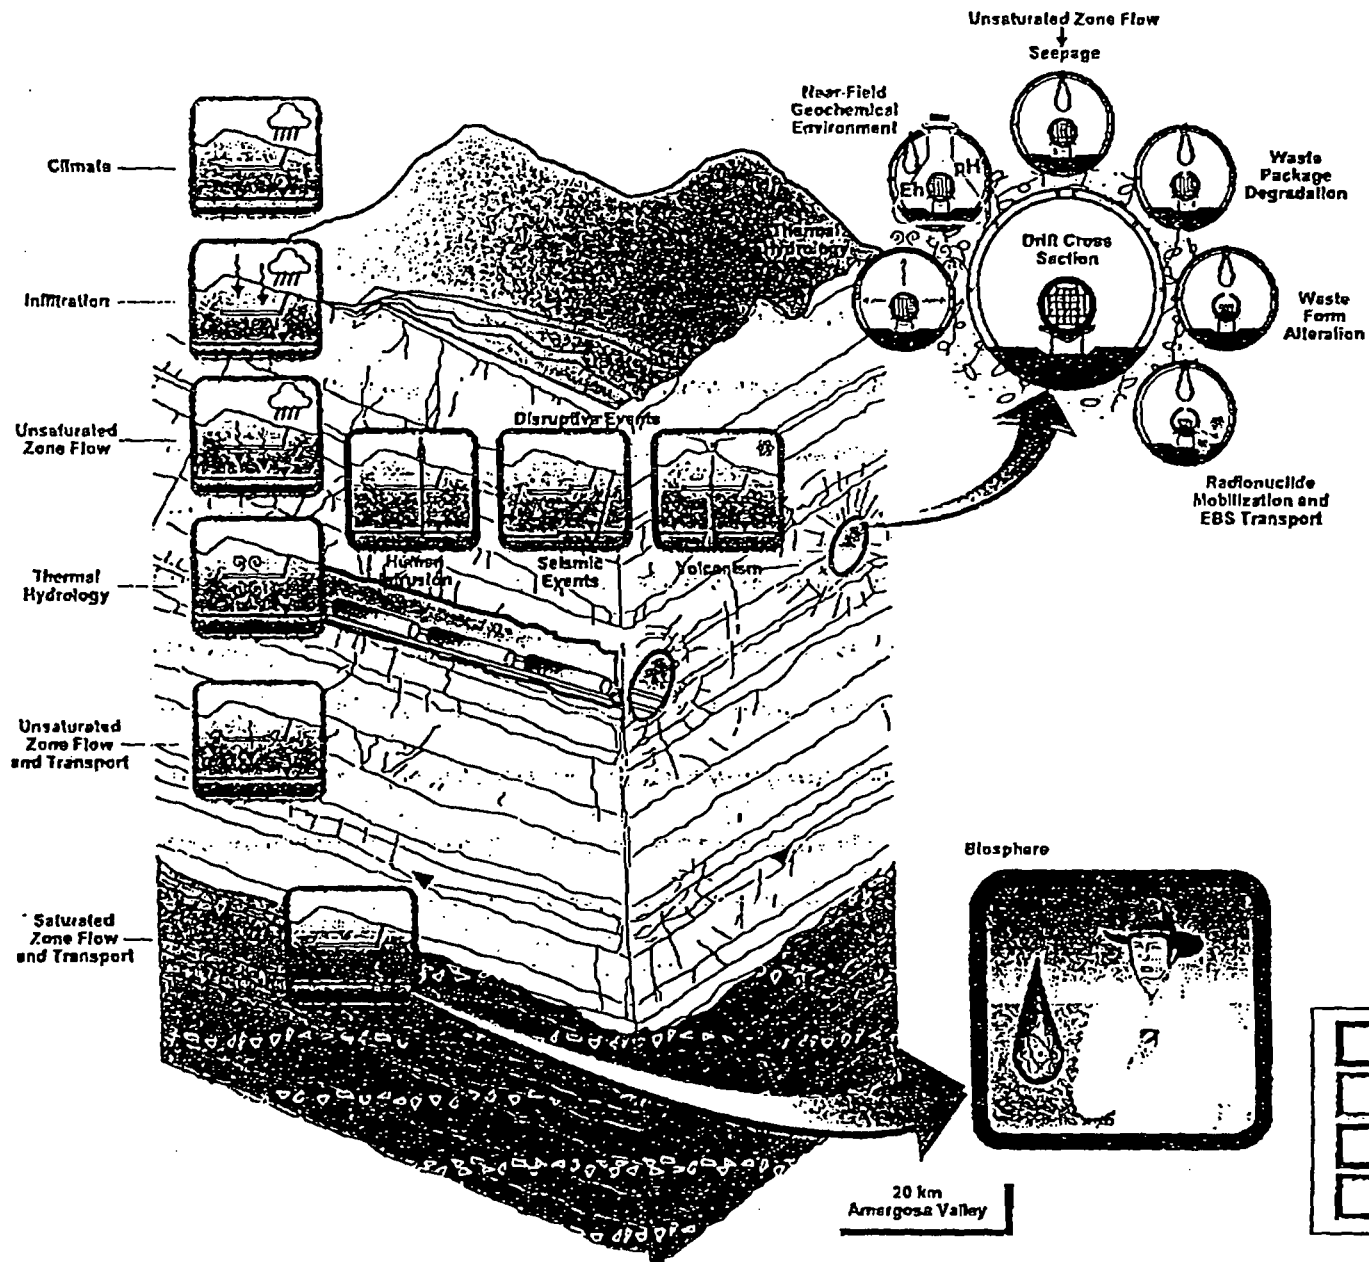 Unsaturated Zone Flow
Seepage
Near-Field
Geochemical
Environment
Eh
pH
Waste
Package
Degradation
Climate
Thermal
Hydrology
Drift Cross
Section
Infiltration
Waste
Form
Alteration
Unsaturated
Zone Flow
Disruptive Events
Radionuclide
Mobilization and
EBS Transport
Human
Intrusion
Seismic
Events
Volcanism
Thermal
Hydrology
Unsaturated
Zone Flow
and Transport
Biosphere
Saturated
Zone Flow
and Transport
20 km
Amargosa Valley